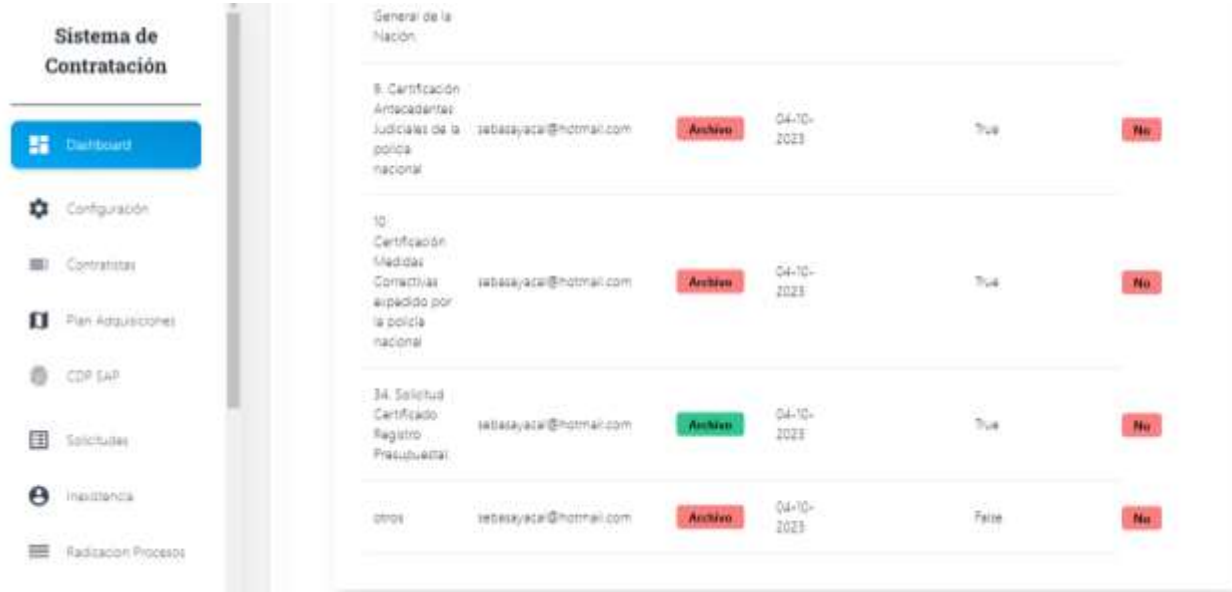 Sistema de
Contratación
Dashboard
Configuración
Contratistas
Plan Adquisiciones
CDP SAP
Solicitudes
Inexistencia
Radicacion Procesos
General de la
Nación.
9. Certificación
Antecedentes
Judiciales de la
policia
nacional
sebasayacal@hotmail.com
Archivo
04-10-
2023
True
No
10.
Certificación
Medidas
Correctivas
expedido por
la policía
nacional
sebasayacal@hotmail.com
Archivo
04-10-
2023
True
No
34. Solicitud
Certificado
Registro
Presupuestal.
sebasayacal@hotmail.com
Archivo
04-10-
2023
True
No
otros
sebasayacal@hotmail.com
Archivo
04-10-
2023
False
No